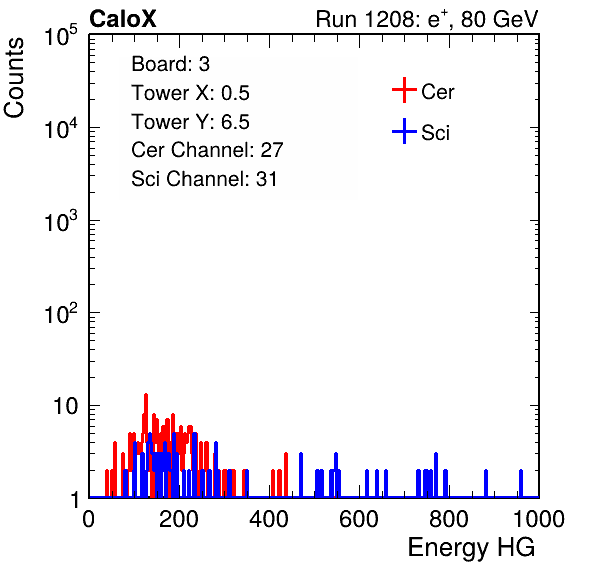 CaloX Run 1208: e⁺, 80 GeV
Counts
10⁵
10⁴
10³
10²
10
1
Board: 3
Tower X: 0.5
Tower Y: 6.5
Cer Channel: 27
Sci Channel: 31
Cer
Sci
0 200 400 600 800 1000
Energy HG